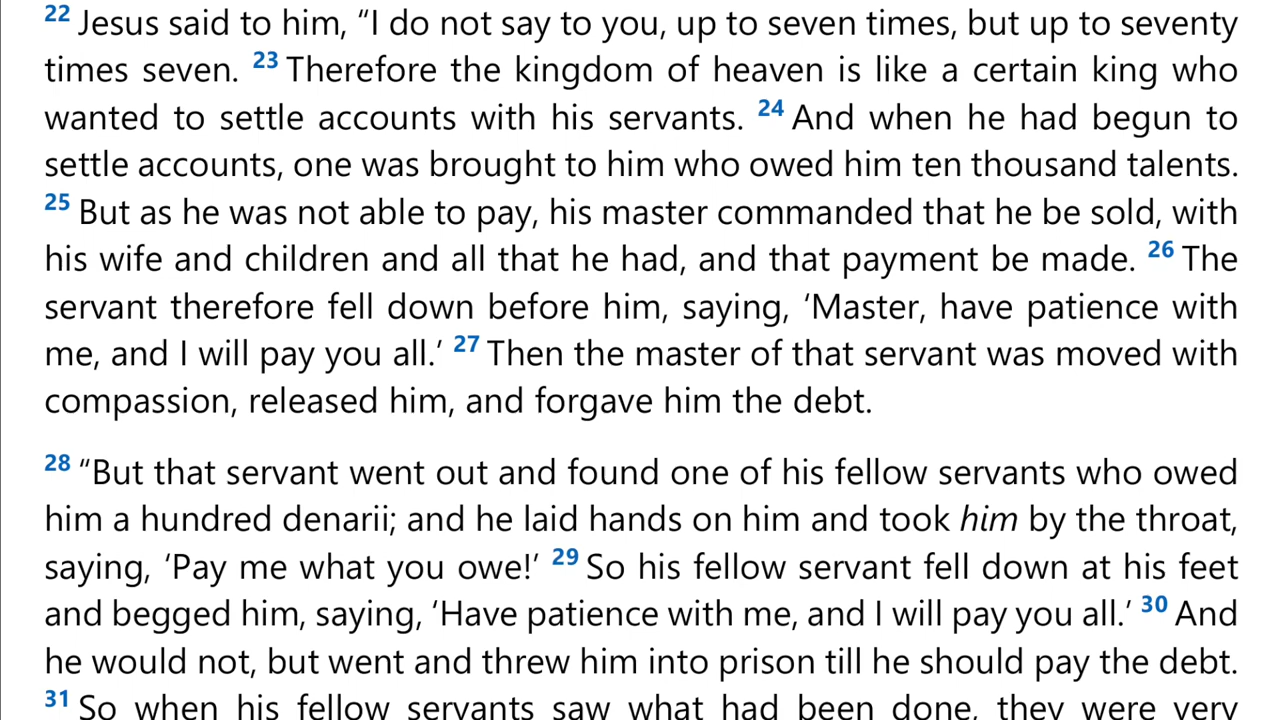 22 Jesus said to him, “I do not say to you, up to seven times, but up to seventy
times seven. 23 Therefore the kingdom of heaven is like a certain king who
wanted to settle accounts with his servants. 24 And when he had begun to
settle accounts, one was brought to him who owed him ten thousand talents.
25 But as he was not able to pay, his master commanded that he be sold, with
his wife and children and all that he had, and that payment be made. 26 The
servant therefore fell down before him, saying, ‘Master, have patience with
me, and I will pay you all.’ 27 Then the master of that servant was moved with
compassion, released him, and forgave him the debt.
28 “But that servant went out and found one of his fellow servants who owed
him a hundred denarii; and he laid hands on him and took him by the throat,
saying, ‘Pay me what you owe!’ 29 So his fellow servant fell down at his feet
and begged him, saying, ‘Have patience with me, and I will pay you all.’ 30 And
he would not, but went and threw him into prison till he should pay the debt.
31 So when his fellow servants saw what had been done, they were very